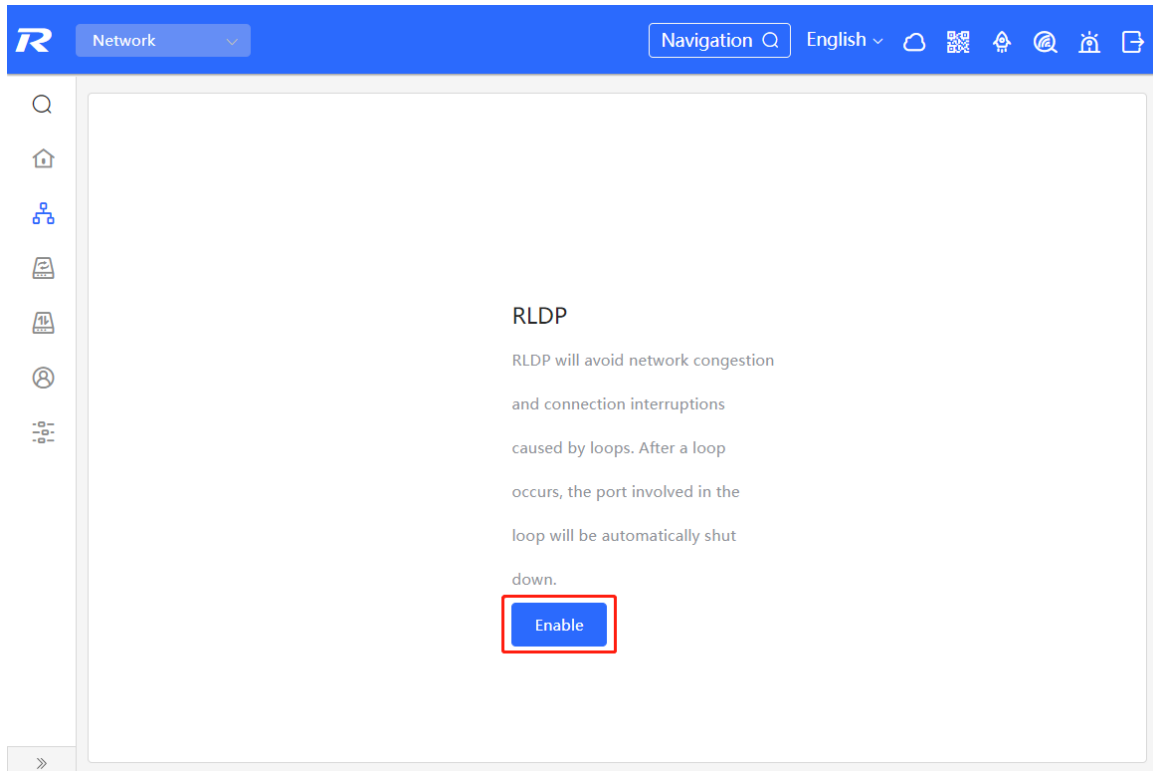 Network
Navigation
English
RLDP
RLDP will avoid network congestion
and connection interruptions
caused by loops. After a loop
occurs, the port involved in the
loop will be automatically shut
down.
Enable